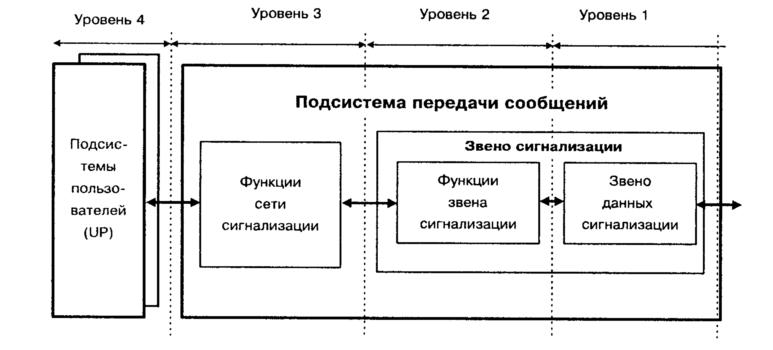 Уровень 4
Уровень 3
Уровень 2
Уровень 1
Подсистема передачи сообщений
Звено сигнализации
Подсис-
темы
пользо-
вателей
(UP)
Функции
сети
сигнализации
Функции
звена
сигнализации
Звено
данных
сигнализации